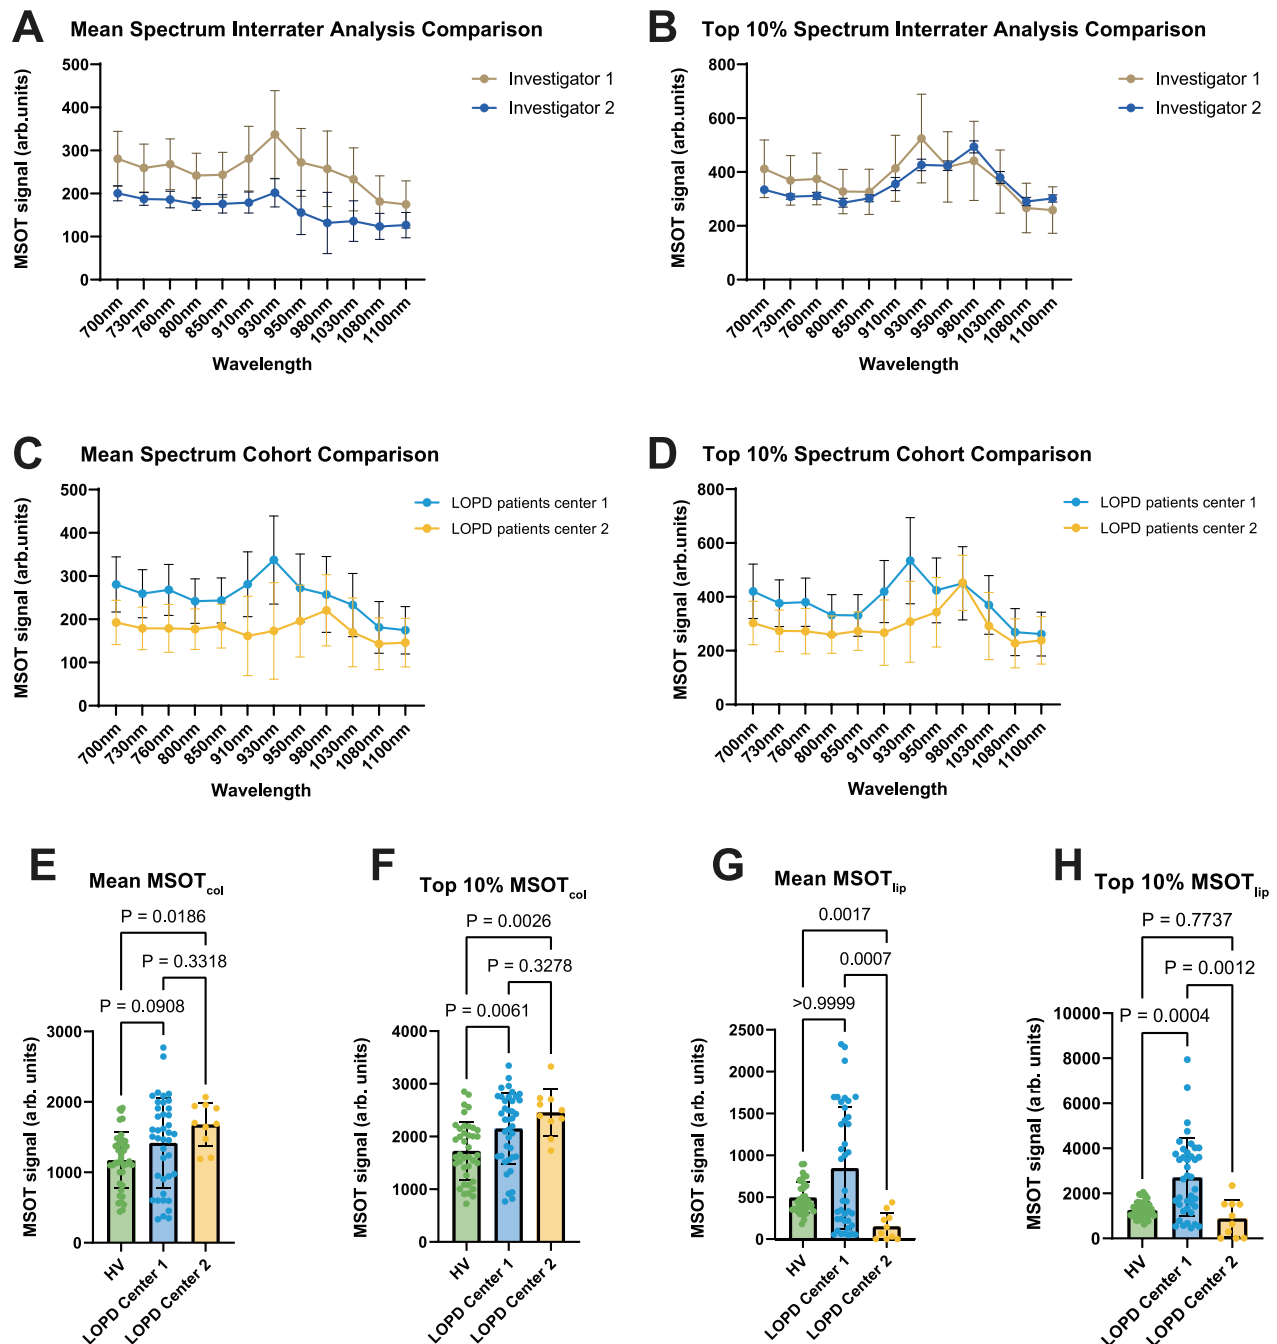 A Mean Spectrum Interrater Analysis Comparison
MSOT signal (arb.units)
500
400
300
200
100
0
Investigator 1
Investigator 2
700nm
730nm
760nm
800nm
850nm
910nm
930nm
950nm
980nm
1030nm
1080nm
1100nm
Wavelength
B Top 10% Spectrum Interrater Analysis Comparison
MSOT signal (arb.units)
800
600
400
200
0
Investigator 1
Investigator 2
700nm
730nm
760nm
800nm
850nm
910nm
930nm
950nm
980nm
1030nm
1080nm
1100nm
Wavelength
C Mean Spectrum Cohort Comparison
MSOT signal (arb.units)
500
400
300
200
100
0
LOPD patients center 1
LOPD patients center 2
700nm
730nm
760nm
800nm
850nm
910nm
930nm
950nm
980nm
1030nm
1080nm
1100nm
Wavelength
D Top 10% Spectrum Cohort Comparison
MSOT signal (arb.units)
800
600
400
200
0
LOPD patients center 1
LOPD patients center 2
700nm
730nm
760nm
800nm
850nm
910nm
930nm
950nm
980nm
1030nm
1080nm
1100nm
Wavelength
E Mean MSOTcol
P = 0.0186
P = 0.3318
P = 0.0908
MSOT signal (arb. units)
3000
2000
1000
0
HV
LOPD Center 1
LOPD Center 2
F Top 10% MSOTcol
P = 0.0026
P = 0.3278
P = 0.0061
MSOT signal (arb. units)
4000
3000
2000
1000
0
HV
LOPD Center 1
LOPD Center 2
G Mean MSOTlip
0.0017
0.0007
>0.9999
MSOT signal (arb. units)
2500
2000
1500
1000
500
0
HV
LOPD Center 1
LOPD Center 2
H Top 10% MSOTlip
P = 0.7737
P = 0.0012
P = 0.0004
MSOT signal (arb. units)
10000
8000
6000
4000
2000
0
HV
LOPD Center 1
LOPD Center 2